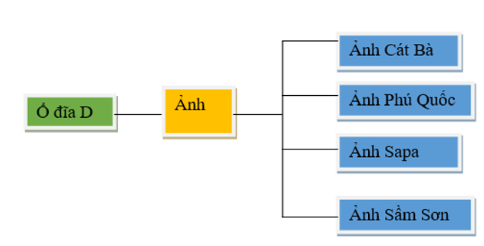 Ổ đĩa D
Ảnh
Ảnh Cát Bà
Ảnh Phú Quốc
Ảnh Sapa
Ảnh Sầm Sơn